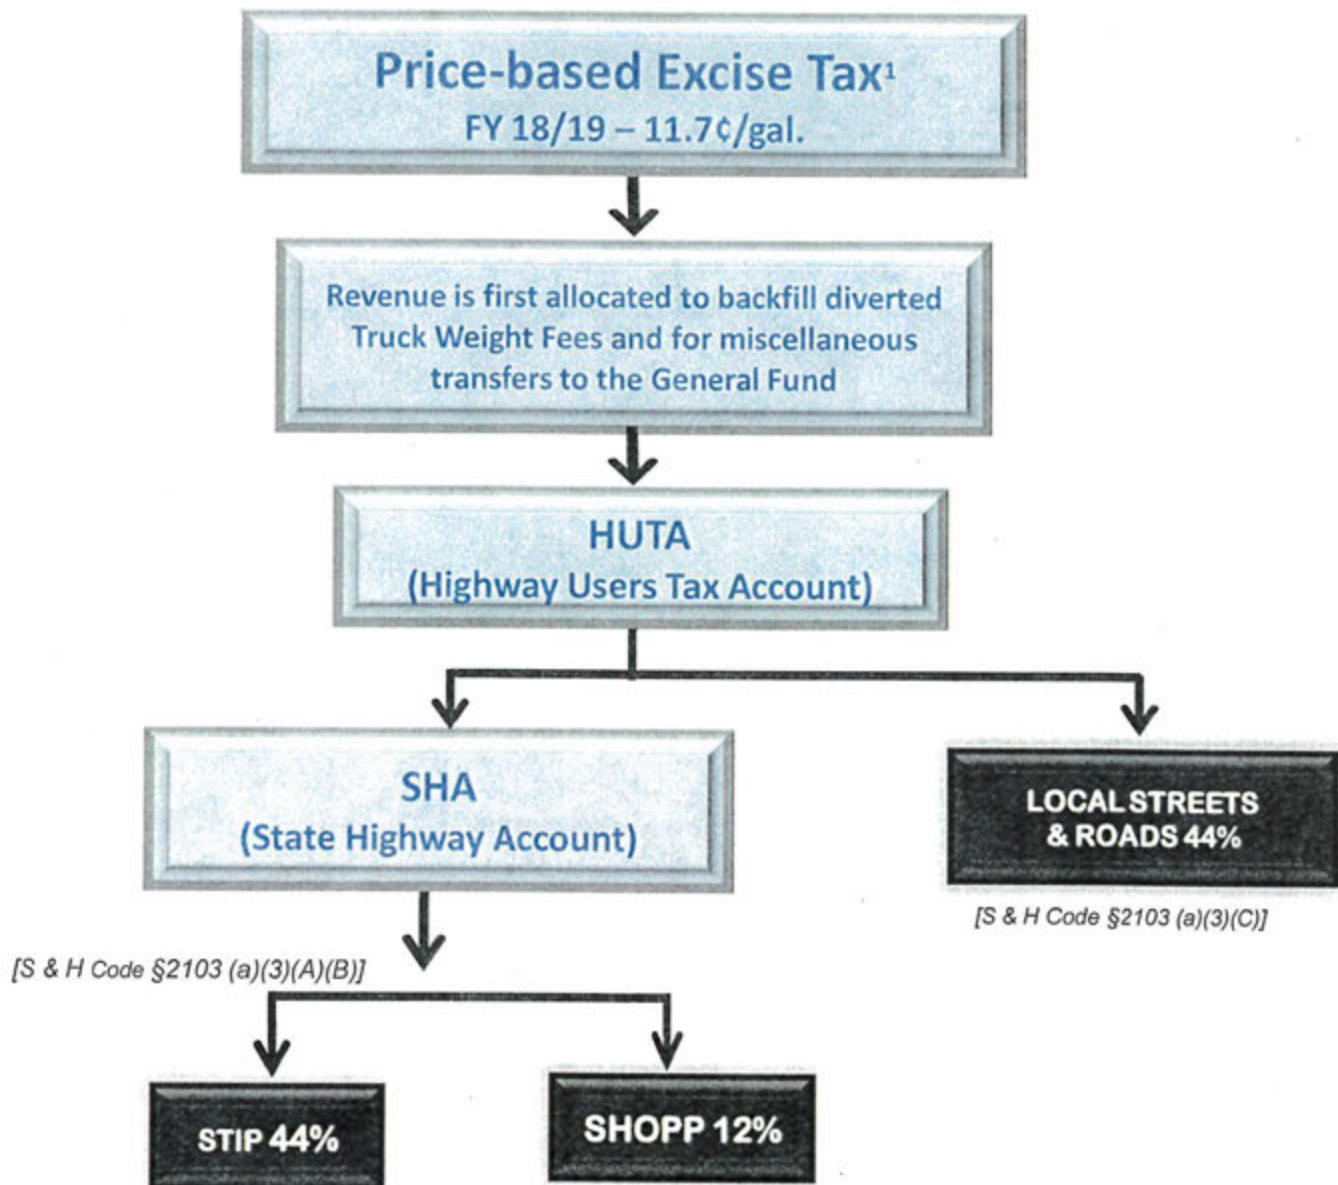 Price-based Excise Tax¹
FY 18/19 – 11.7¢/gal.
Revenue is first allocated to backfill diverted
Truck Weight Fees and for miscellaneous
transfers to the General Fund
HUTA
(Highway Users Tax Account)
SHA
(State Highway Account)
LOCAL STREETS
& ROADS 44%
[S & H Code §2103 (a)(3)(C)]
[S & H Code §2103 (a)(3)(A)(B)]
STIP 44%
SHOPP 12%